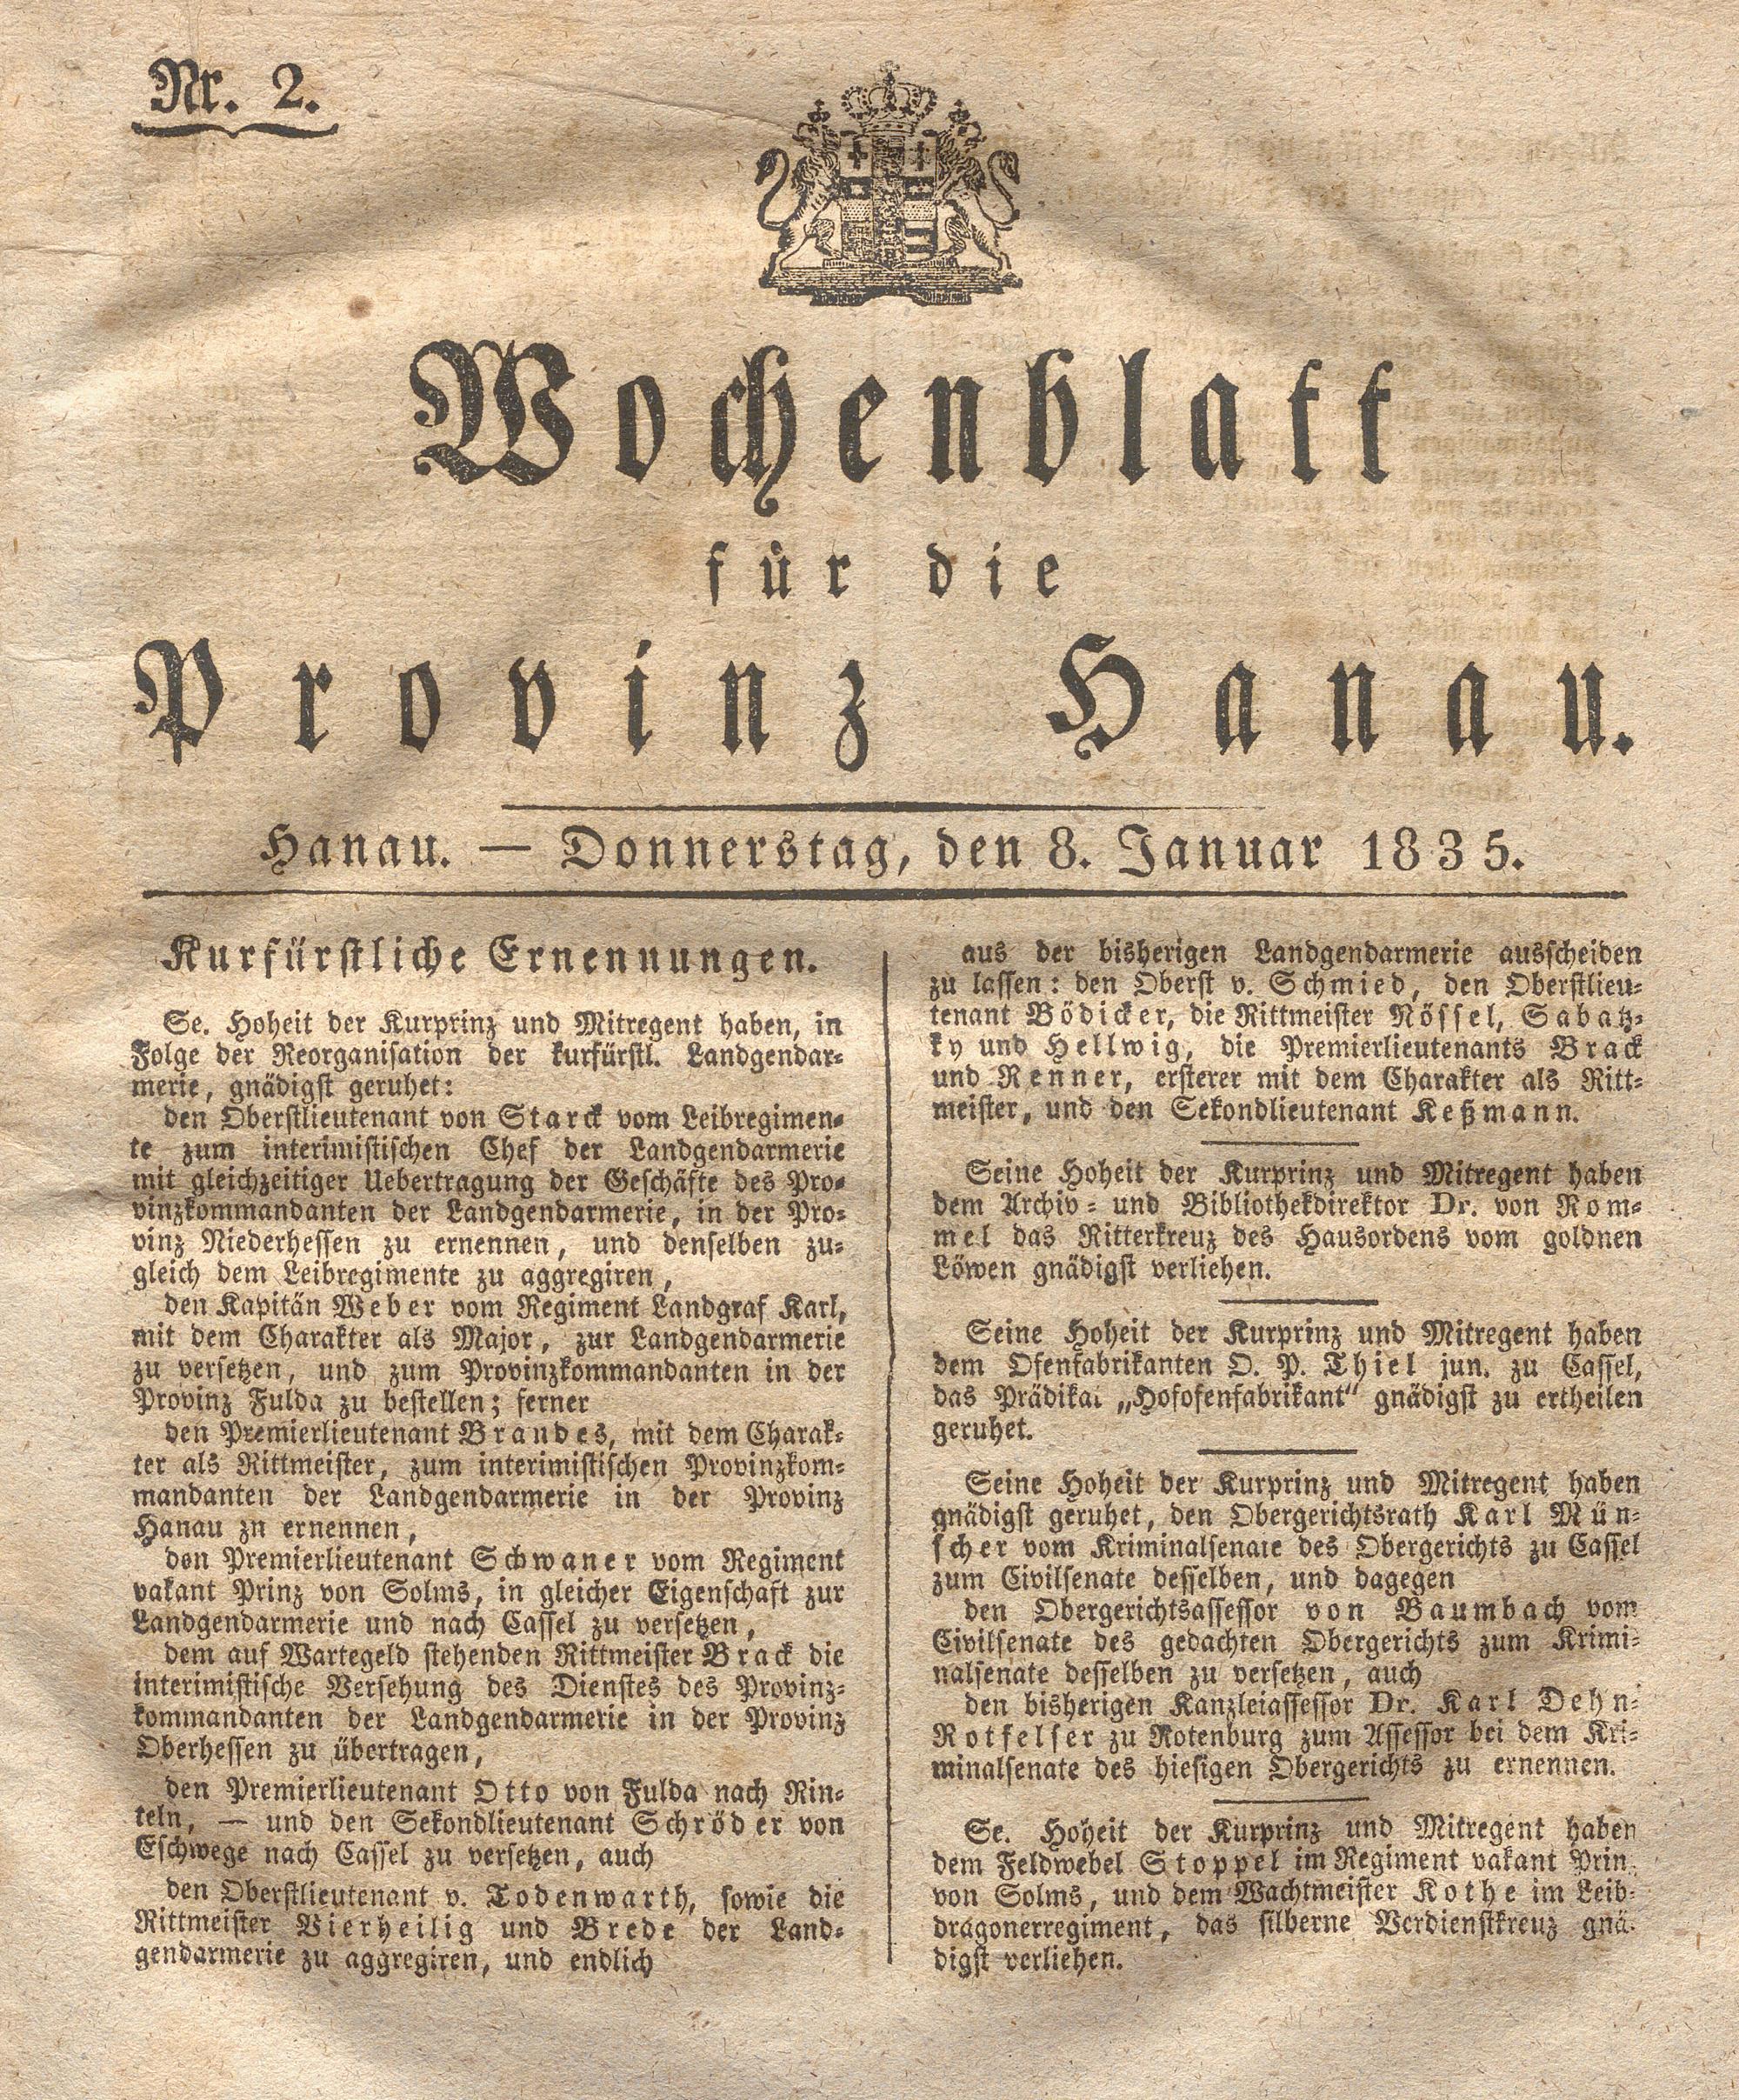 Nr. 2.
Wochenblatt
für die
Provinz Hanau.
Hanau. — Donnerstag, den 8. Januar 1835.
Kurfürstliche Ernennungen.
Se. Hoheit der Kurprinz und Mitregent haben, in
Folge der Reorganisation der kurfürstl. Landgendar-
merie, gnädigst geruhet:
den Oberstlieutenant von Starck vom Leibregimen-
te zum interimistischen Chef der Landgendarmerie
mit gleichzeitiger Uebertragung der Geschäfte des Pro-
vinzkommandanten der Landgendarmerie, in der Pro-
vinz Niederhessen zu ernennen, und denselben zu-
gleich dem Leibregimente zu aggregiren,
den Kapitän Weber vom Regiment Landgraf Karl,
mit dem Charakter als Major, zur Landgendarmerie
zu versetzen, und zum Provinzkommandanten in der
Provinz Fulda zu bestellen; ferner
den Premierlieutenant Brandes, mit dem Charak-
ter als Rittmeister, zum interimistischen Provinzkom-
mandanten der Landgendarmerie in der Provinz
Hanau zu ernennen,
den Premierlieutenant Schwaner vom Regiment
vakant Prinz von Solms, in gleicher Eigenschaft zur
Landgendarmerie und nach Cassel zu versetzen,
dem auf Wartegeld stehenden Rittmeister Brack die
interimistische Versehung des Dienstes des Provinz-
kommandanten der Landgendarmerie in der Provinz
Oberhessen zu übertragen,
den Premierlieutenant Otto von Fulda nach Rin-
teln, — und den Sekondlieutenant Schröder von
Eschwege nach Cassel zu versetzen, auch
den Oberstlieutenant v. Todenwarth, sowie die
Rittmeister Vierheilig und Brede der Land-
gendarmerie zu aggregiren, und endlich
aus der bisherigen Landgendarmerie ausscheiden
zu lassen: den Oberst v. Schmied, den Oberstlieu-
tenant Bödicker, die Rittmeister Nössel, Sabatz-
ky und Hellwig, die Premierlieutenants Brack
und Renner, ersterer mit dem Charakter als Ritt-
meister, und den Sekondlieutenant Keßmann.
Seine Hoheit der Kurprinz und Mitregent haben
dem Archiv- und Bibliothekdirektor Dr. von Rom-
mel das Ritterkreuz des Hausordens vom goldnen
Löwen gnädigst verliehen.
Seine Hoheit der Kurprinz und Mitregent haben
dem Ofenfabrikanten O. P. Thiel jun. zu Cassel,
das Prädikat „Hofofenfabrikant“ gnädigst zu ertheilen
geruhet.
Seine Hoheit der Kurprinz und Mitregent haben
gnädigst geruhet, den Obergerichtsrath Karl Mün-
scher vom Kriminalsenate des Obergerichts zu Cassel
zum Civilsenate desselben, und dagegen
den Obergerichtsassessor von Baumbach vom
Civilsenate des gedachten Obergerichts zum Krimi-
nalsenate desselben zu versetzen, auch
den bisherigen Kanzleiassessor Dr. Karl Dehn-
Rotfelser zu Rotenburg zum Assessor bei dem Kri-
minalsenate des hiesigen Obergerichts zu ernennen.
Se. Hoheit der Kurprinz und Mitregent haben
dem Feldwebel Stoppel im Regiment vakant Prin
von Solms, und dem Wachtmeister Kothe im Leib-
dragonerregiment, das silberne Verdienstkreuz gnä-
digst verliehen.